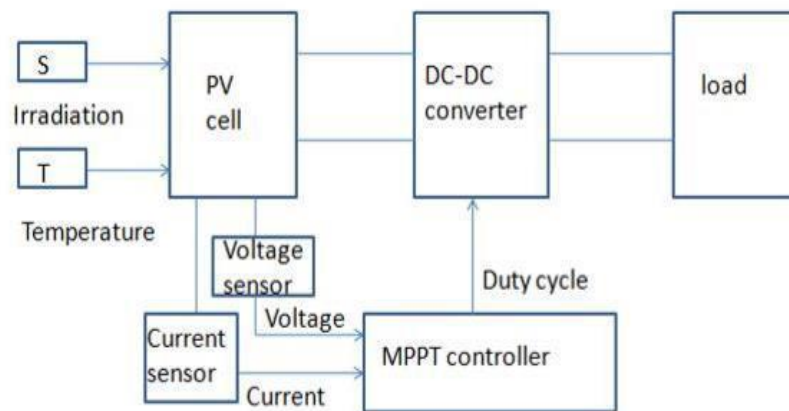 S
Irradiation
T
Temperature
PV
cell
DC-DC
converter
load
Voltage
sensor
Voltage
Current
sensor
Current
Duty cycle
MPPT controller